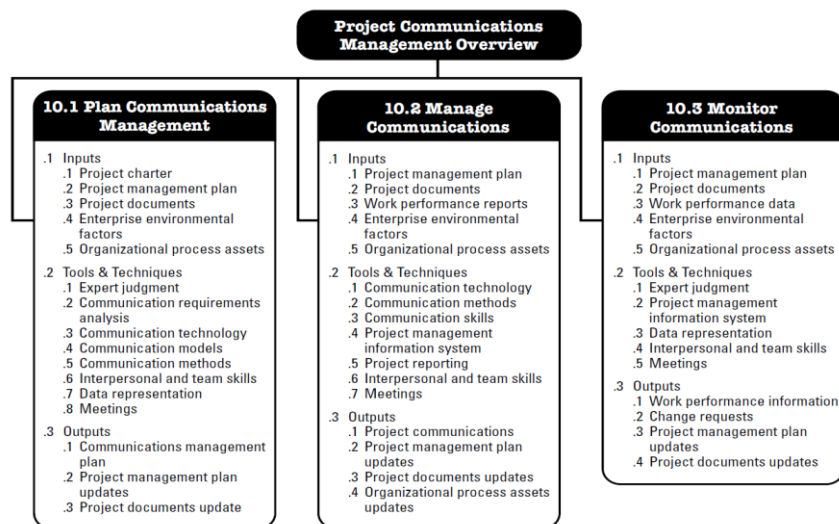 Project Communications
Management Overview
10.1 Plan Communications
Management
.1 Inputs
.1 Project charter
.2 Project management plan
.3 Project documents
.4 Enterprise environmental
factors
.5 Organizational process assets
.2 Tools & Techniques
.1 Expert judgment
.2 Communication requirements
analysis
.3 Communication technology
.4 Communication models
.5 Communication methods
.6 Interpersonal and team skills
.7 Data representation
.8 Meetings
.3 Outputs
.1 Communications management
plan
.2 Project management plan
updates
.3 Project documents update
10.2 Manage
Communications
.1 Inputs
.1 Project management plan
.2 Project documents
.3 Work performance reports
.4 Enterprise environmental
factors
.5 Organizational process assets
.2 Tools & Techniques
.1 Communication technology
.2 Communication methods
.3 Communication skills
.4 Project management
information system
.5 Project reporting
.6 Interpersonal and team skills
.7 Meetings
.3 Outputs
.1 Project communications
.2 Project management plan
updates
.3 Project documents updates
.4 Organizational process assets
updates
10.3 Monitor
Communications
.1 Inputs
.1 Project management plan
.2 Project documents
.3 Work performance data
.4 Enterprise environmental
factors
.5 Organizational process assets
.2 Tools & Techniques
.1 Expert judgment
.2 Project management
information system
.3 Data representation
.4 Interpersonal and team skills
.5 Meetings
.3 Outputs
.1 Work performance information
.2 Change requests
.3 Project management plan
updates
.4 Project documents updates